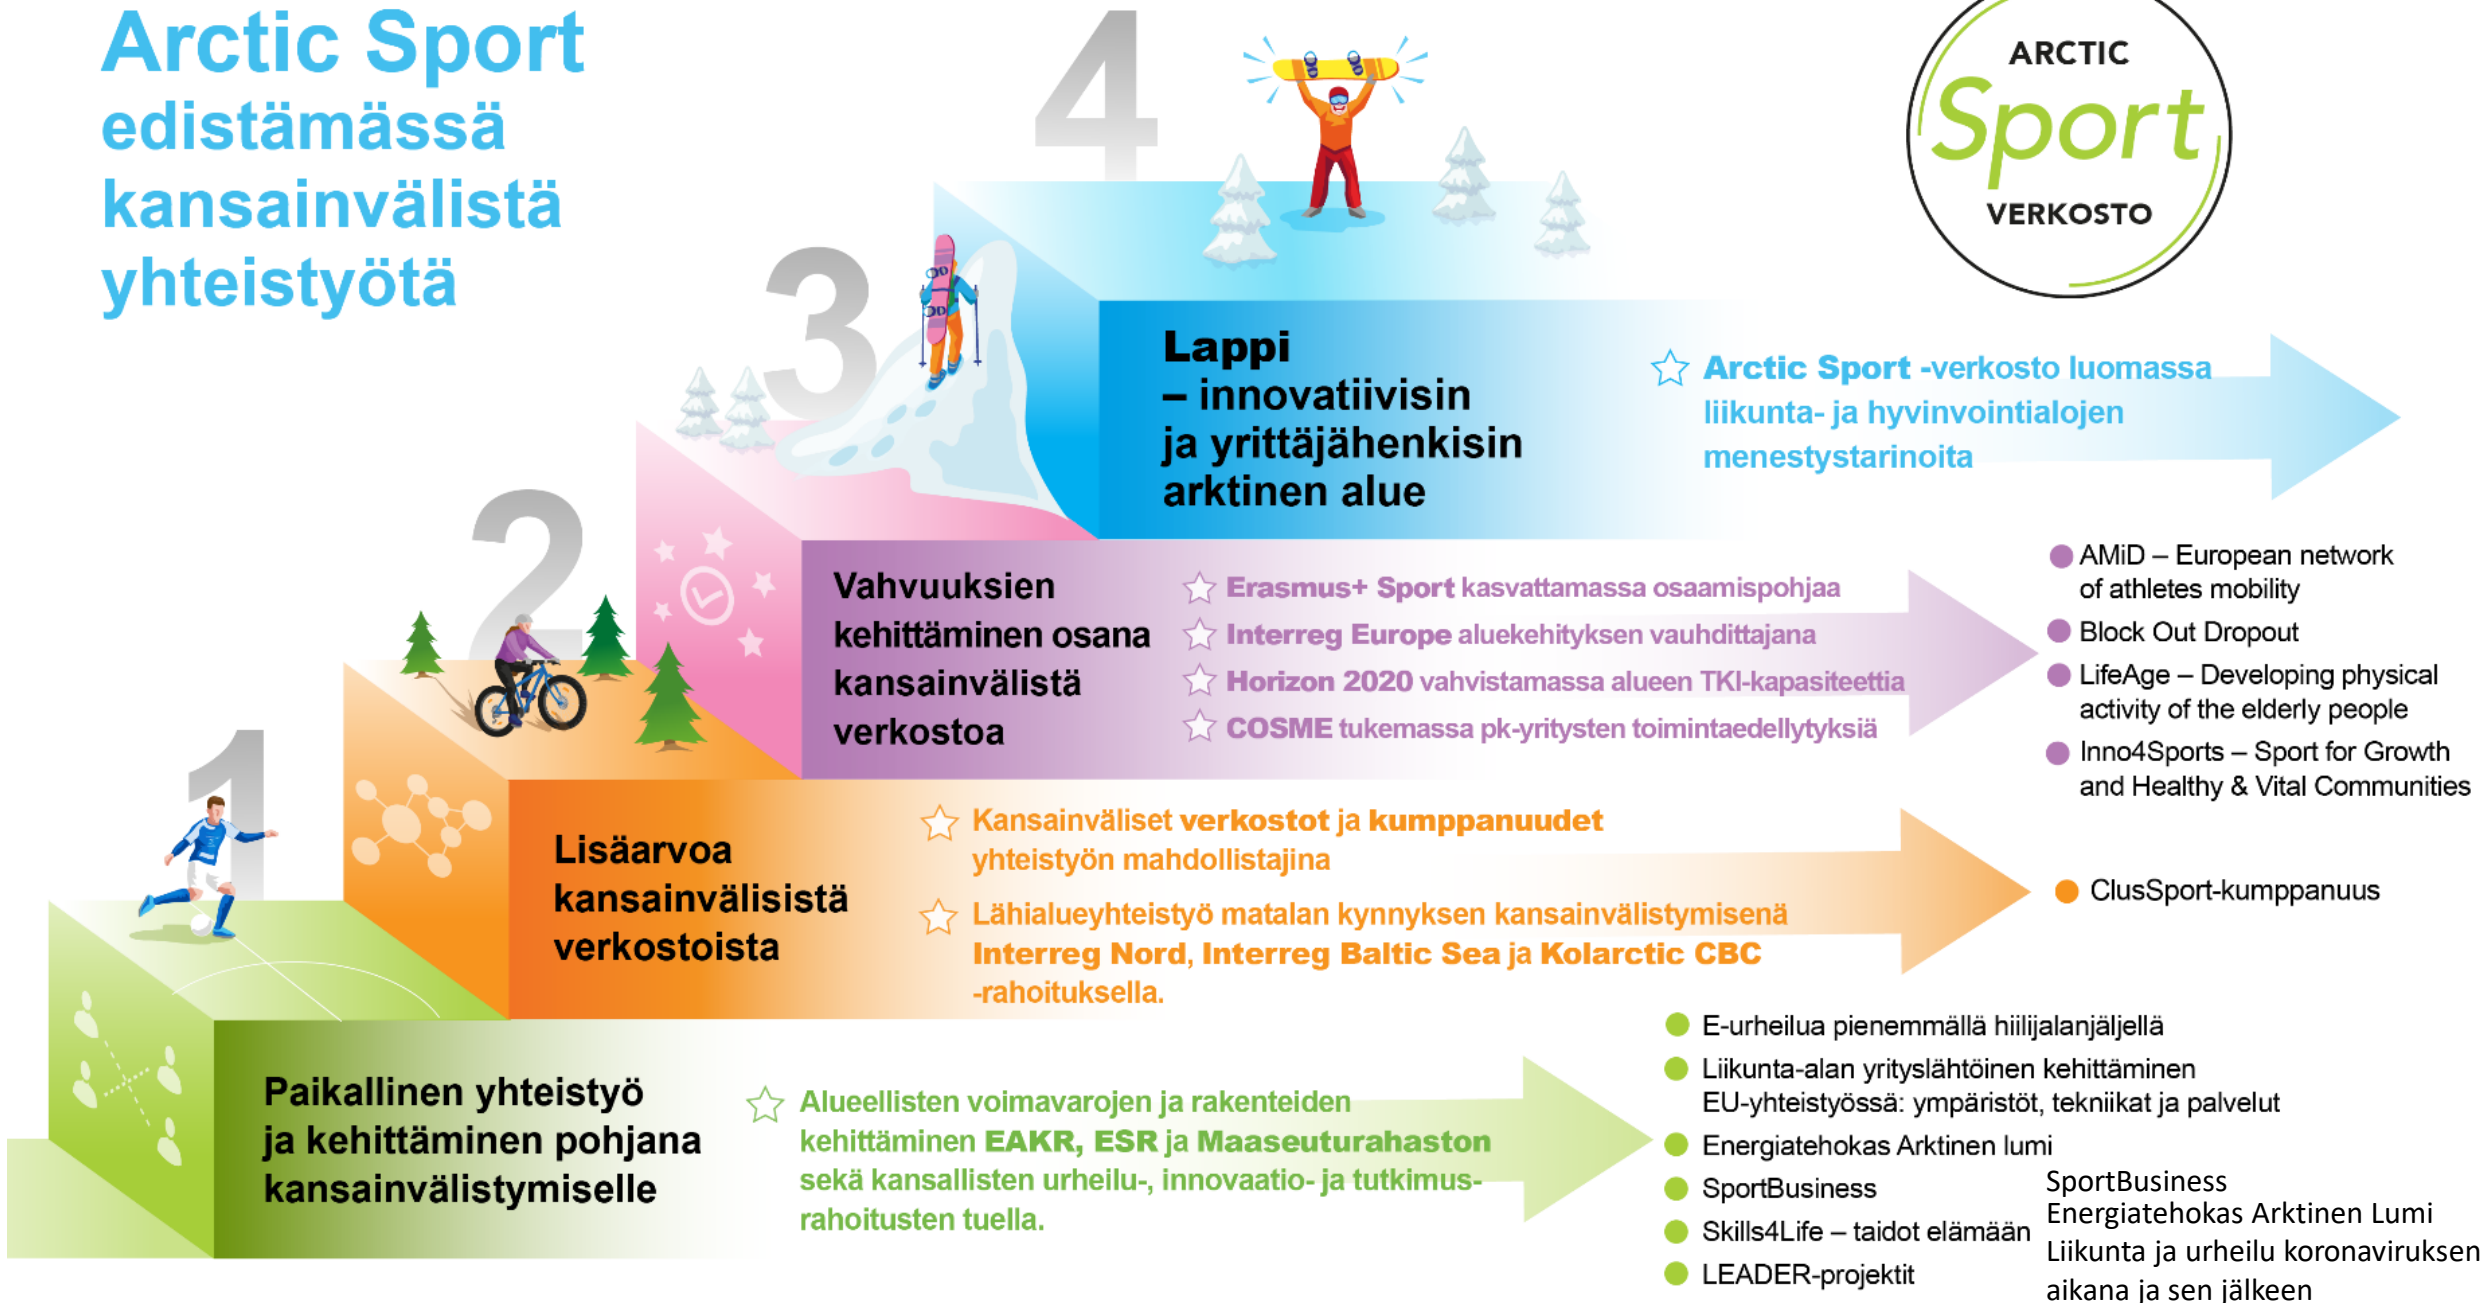 Arctic Sport
edistämässä
kansainvälistä
yhteistyötä
ARCTIC
Sport
VERKOSTO
4
Lappi
– innovatiivisin
ja yrittäjähenkisin
arktinen alue
Arctic Sport -verkosto luomassa
liikunta- ja hyvinvointialojen
menestystarinoita
3
Vahvuuksien
kehittäminen osana
kansainvälistä
verkostoa
Erasmus+ Sport kasvattamassa osaamispohjaa
Interreg Europe aluekehityksen vauhdittajana
Horizon 2020 vahvistamassa alueen TKI-kapasiteettia
COSME tukemassa pk-yritysten toimintaedellytyksiä
AMiD – European network
of athletes mobility
Block Out Dropout
LifeAge – Developing physical
activity of the elderly people
Inno4Sports – Sport for Growth
and Healthy & Vital Communities
2
Lisäarvoa
kansainvälisistä
verkostoista
Kansainväliset verkostot ja kumppanuudet
yhteistyön mahdollistajina
Lähialueyhteistyö matalan kynnyksen kansainvälistymisenä
Interreg Nord, Interreg Baltic Sea ja Kolarctic CBC
-rahoituksella.
ClusSport-kumppanuus
1
Paikallinen yhteistyö
ja kehittäminen pohjana
kansainvälistymiselle
Alueellisten voimavarojen ja rakenteiden
kehittäminen EAKR, ESR ja Maaseuturahaston
sekä kansallisten urheilu-, innovaatio- ja tutkimus-
rahoitusten tuella.
E-urheilua pienemmällä hiilijalanjäljellä
Liikunta-alan yrityslähtöinen kehittäminen
EU-yhteistyössä: ympäristöt, tekniikat ja palvelut
Energiatehokas Arktinen lumi
SportBusiness
Skills4Life – taidot elämään
LEADER-projektit
SportBusiness
Energiatehokas Arktinen Lumi
Liikunta ja urheilu koronaviruksen
aikana ja sen jälkeen